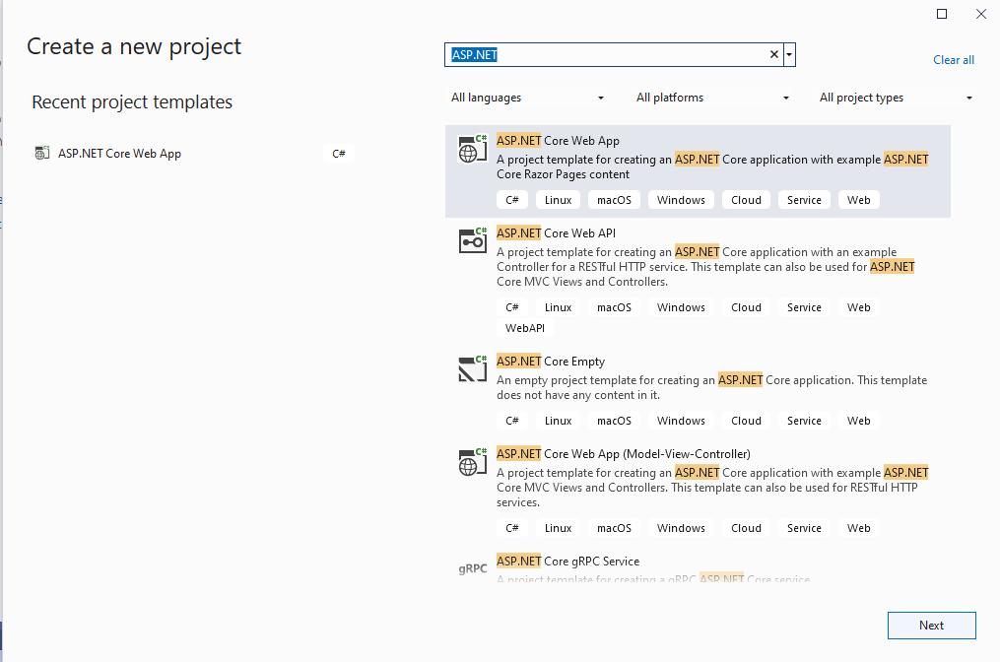 Create a new project
ASP.NET
Clear all
Recent project templates
All languages
All platforms
All project types
ASP.NET Core Web App
C#
C#
ASP.NET Core Web App
A project template for creating an ASP.NET Core application with example ASP.NET
Core Razor Pages content
C#
Linux
macOS
Windows
Cloud
Service
Web
C#
ASP.NET Core Web API
A project template for creating an ASP.NET Core application with an example
Controller for a RESTful HTTP service. This template can also be used for ASP.NET
Core MVC Views and Controllers.
C#
Linux
macOS
Windows
Cloud
Service
Web
WebAPI
C#
ASP.NET Core Empty
An empty project template for creating an ASP.NET Core application. This template
does not have any content in it.
C#
Linux
macOS
Windows
Cloud
Service
Web
C#
ASP.NET Core Web App (Model-View-Controller)
A project template for creating an ASP.NET Core application with example ASP.NET
Core MVC Views and Controllers. This template can also be used for RESTful HTTP
services.
C#
Linux
macOS
Windows
Cloud
Service
Web
gRPC
ASP.NET Core gRPC Service
A project template for creating a gRPC ASP.NET Core service
Next